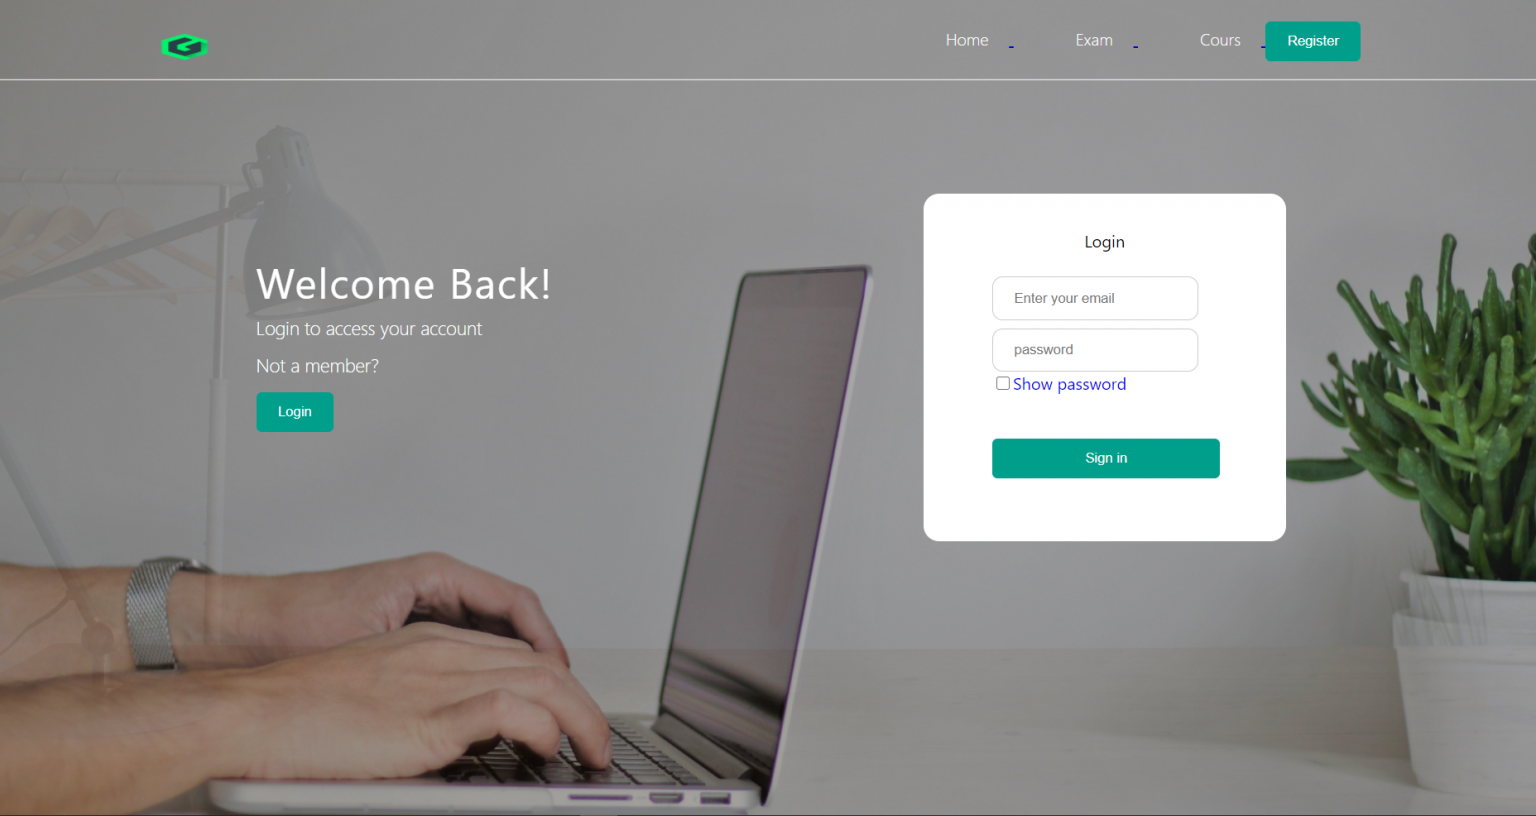 Home Exam Cours Register
Welcome Back!
Login to access your account
Not a member?
Login
Login
Enter your email
password
Show password
Sign in